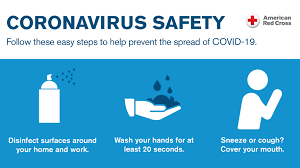 CORONAVIRUS SAFETY
American
Red Cross
Follow these easy steps to help prevent the spread of COVID-19.
Disinfect surfaces around
your home and work.
Wash your hands for at
least 20 seconds.
Sneeze or cough?
Cover your mouth.